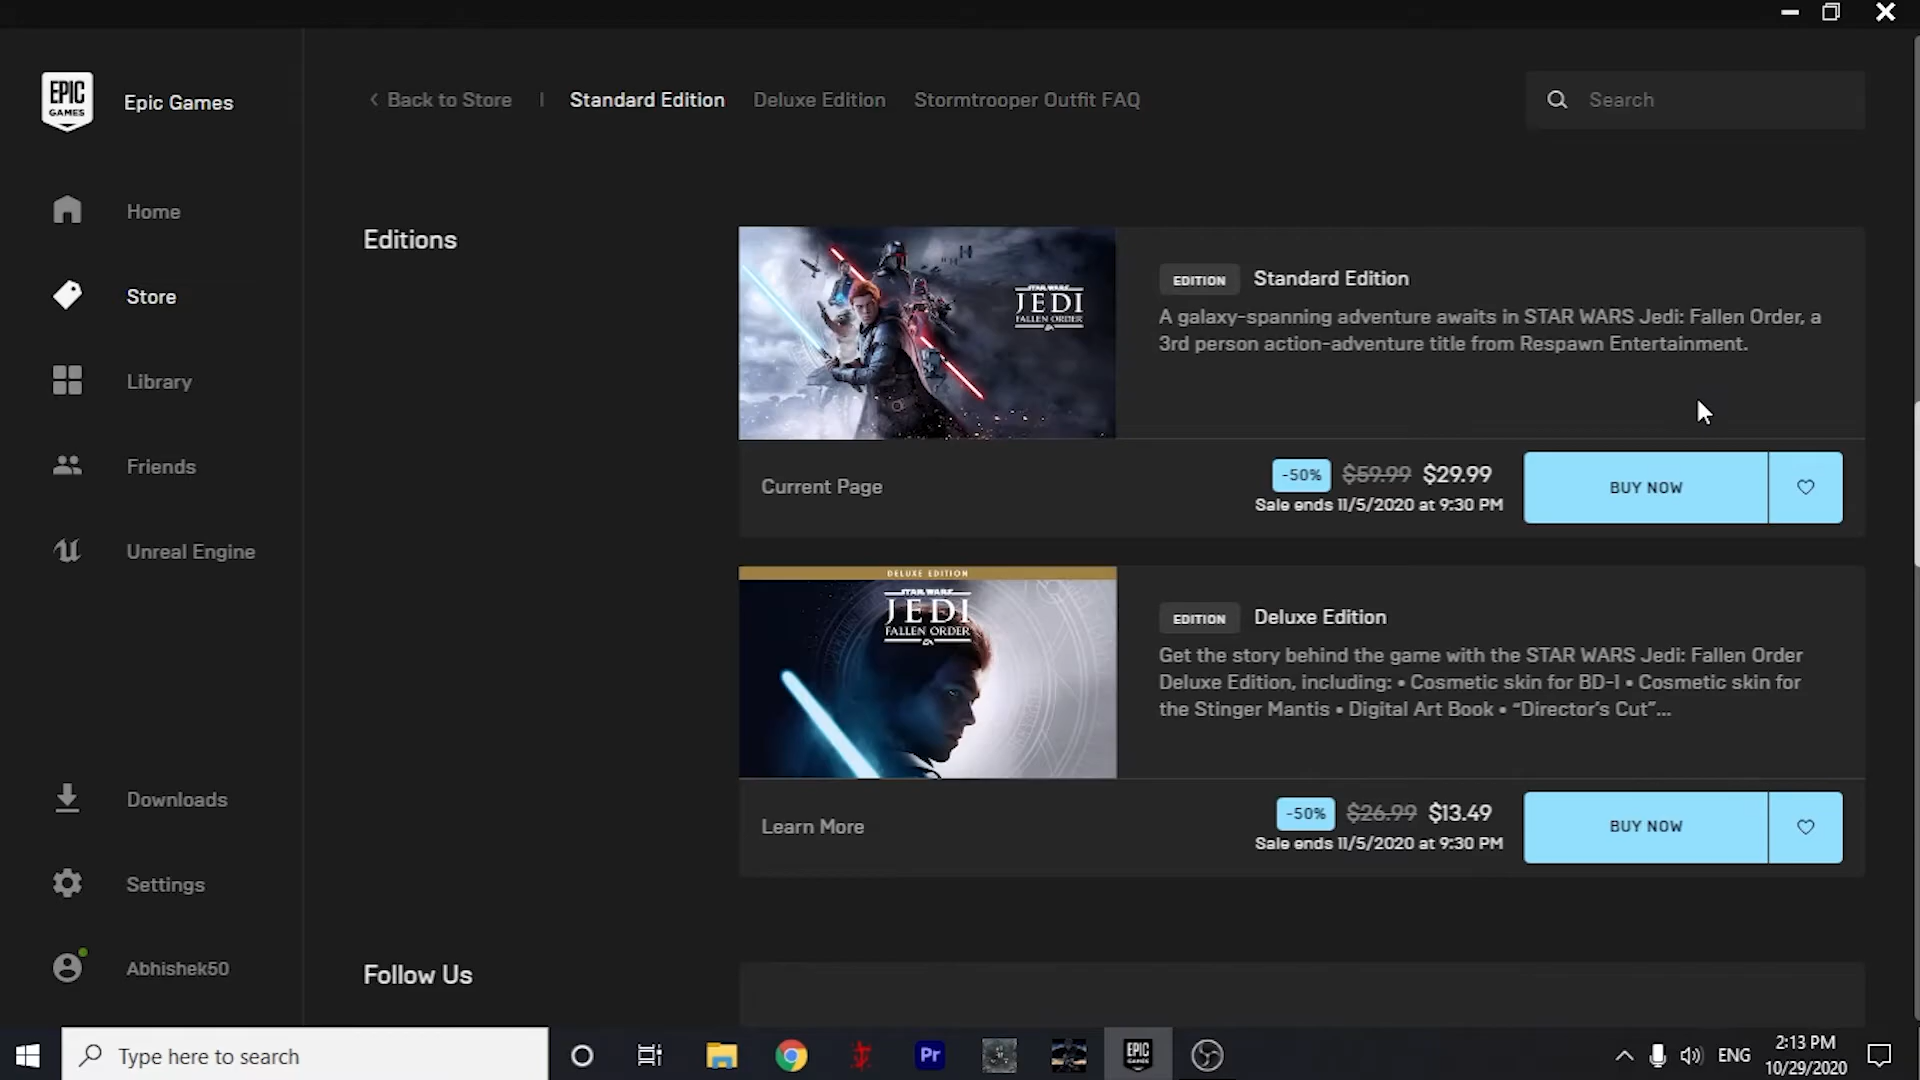 EPIC
GAMES
Epic Games
Back to Store
Standard Edition
Deluxe Edition
Stormtrooper Outfit FAQ
Search
Home
Store
Library
Friends
Unreal Engine
Downloads
Settings
Abhishek50
Editions
STAR WARS
JEDI
FALLEN ORDER
EDITION Standard Edition
A galaxy-spanning adventure awaits in STAR WARS Jedi: Fallen Order, a
3rd person action-adventure title from Respawn Entertainment.
Current Page
-50% $59.99 $29.99
Sale ends 11/5/2020 at 9:30 PM
BUY NOW
DELUXE EDITION
STAR WARS
JEDI
FALLEN ORDER
EDITION Deluxe Edition
Get the story behind the game with the STAR WARS Jedi: Fallen Order
Deluxe Edition, including: • Cosmetic skin for BD-1 • Cosmetic skin for
the Stinger Mantis • Digital Art Book • “Director’s Cut”...
Learn More
-50% $26.99 $13.49
Sale ends 11/5/2020 at 9:30 PM
BUY NOW
Follow Us
Type here to search
Pr
EPIC
GAMES
ENG
2:13 PM
10/29/2020